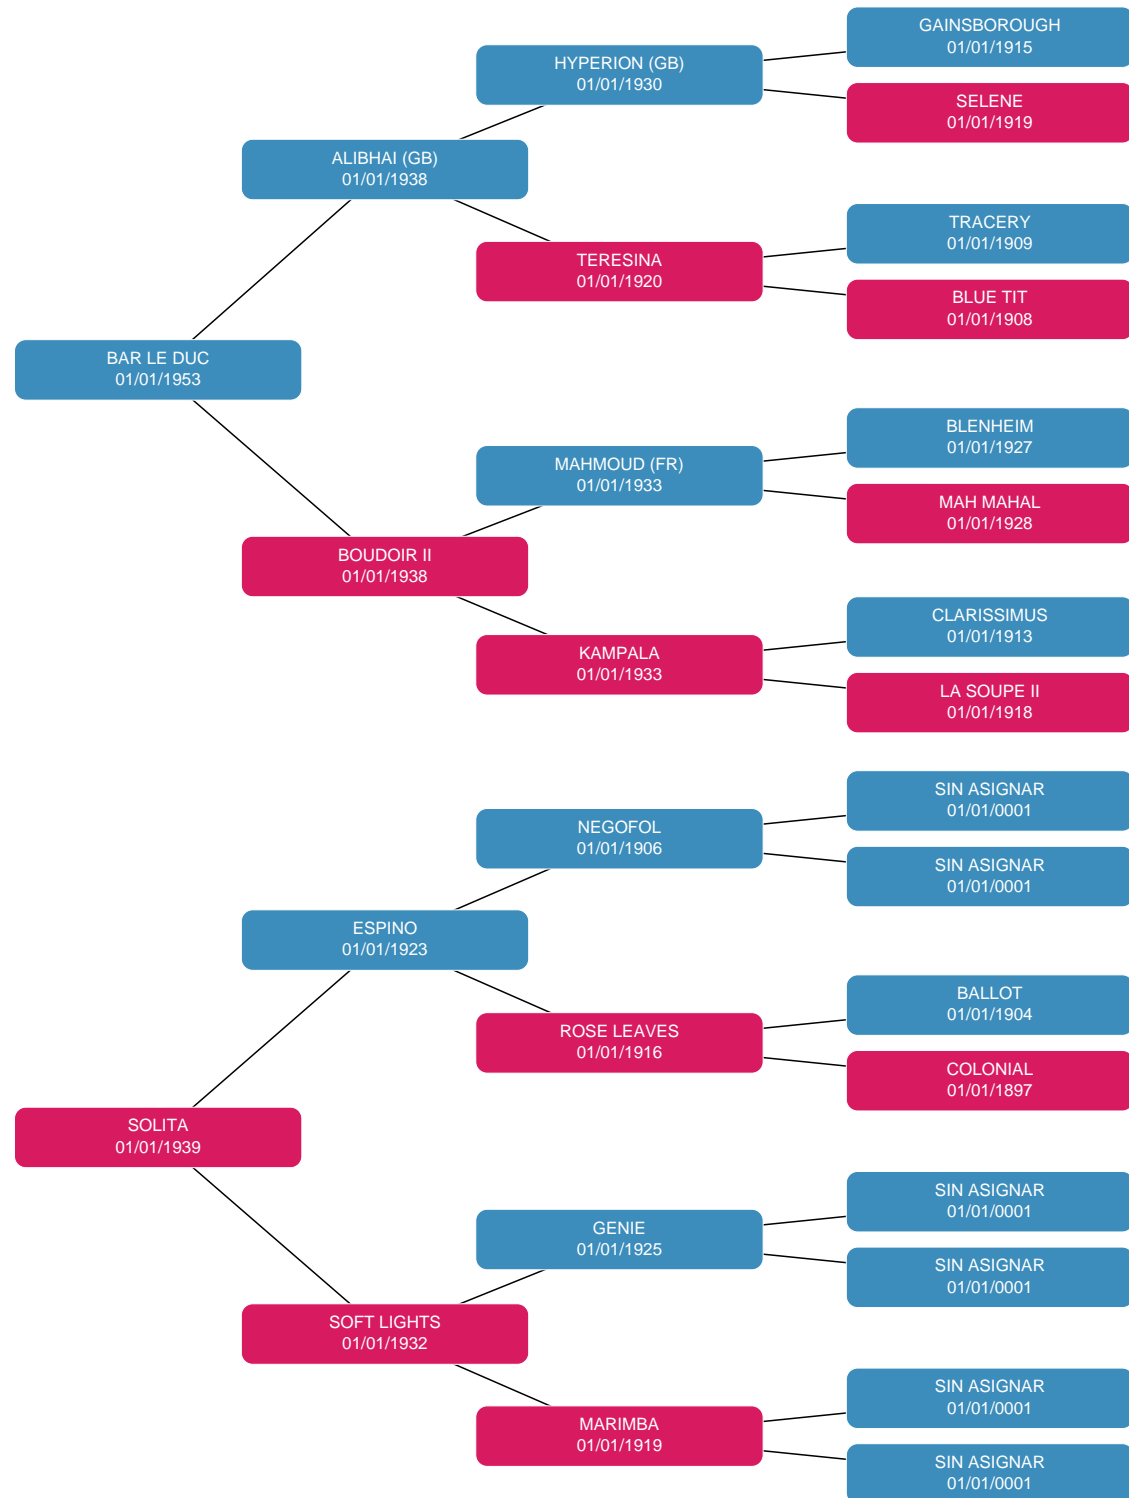 GAINSBOROUGH
01/01/1915
HYPERION (GB)
01/01/1930
SELENE
01/01/1919
ALIBHAI (GB)
01/01/1938
TRACERY
01/01/1909
TERESINA
01/01/1920
BLUE TIT
01/01/1908
BAR LE DUC
01/01/1953
BLENHEIM
01/01/1927
MAHMOUD (FR)
01/01/1933
MAH MAHAL
01/01/1928
BOUDOIR II
01/01/1938
CLARISSIMUS
01/01/1913
KAMPALA
01/01/1933
LA SOUPE II
01/01/1918
SIN ASIGNAR
01/01/0001
NEGOFOL
01/01/1906
SIN ASIGNAR
01/01/0001
ESPINO
01/01/1923
BALLOT
01/01/1904
ROSE LEAVES
01/01/1916
COLONIAL
01/01/1897
SOLITA
01/01/1939
SIN ASIGNAR
01/01/0001
GENIE
01/01/1925
SIN ASIGNAR
01/01/0001
SOFT LIGHTS
01/01/1932
SIN ASIGNAR
01/01/0001
MARIMBA
01/01/1919
SIN ASIGNAR
01/01/0001